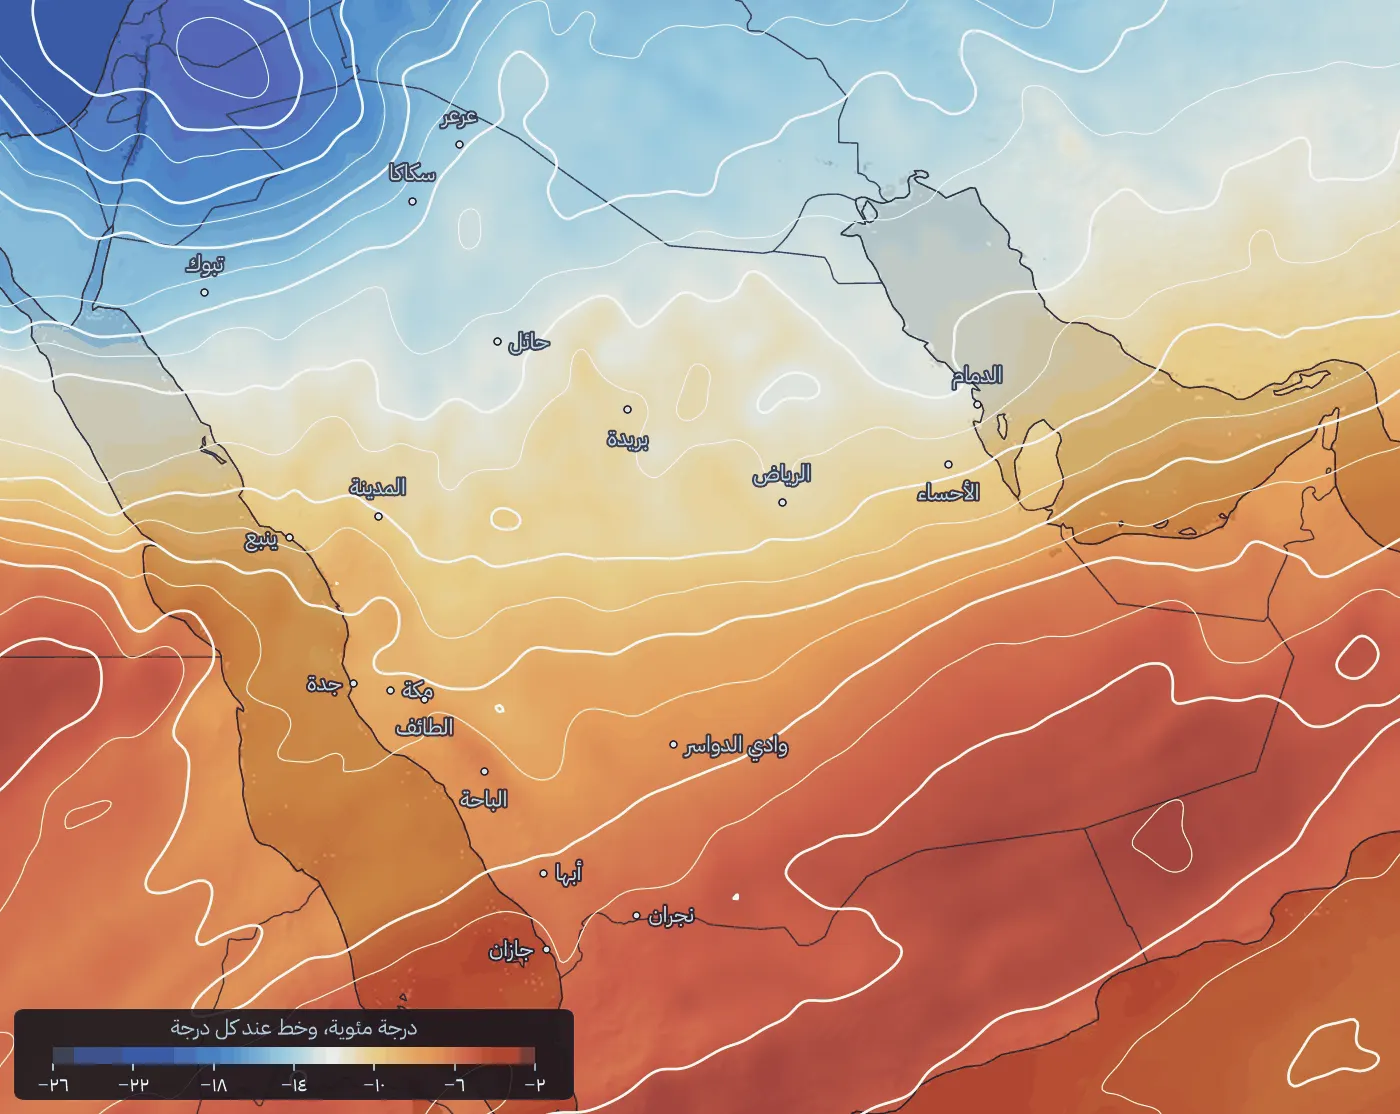 عرعر
سكاكا
تبوك
حائل
الدمام
بريدة
الرياض
الأحساء
المدينة
ينبع
جدة
مكة
الطائف
وادي الدواسر
الباحة
أبها
نجران
جازان
درجة مئوية، وخط عند كل درجة
−٢٦ −٢٢ −١٨ −١٤ −١٠ −٦ −٢